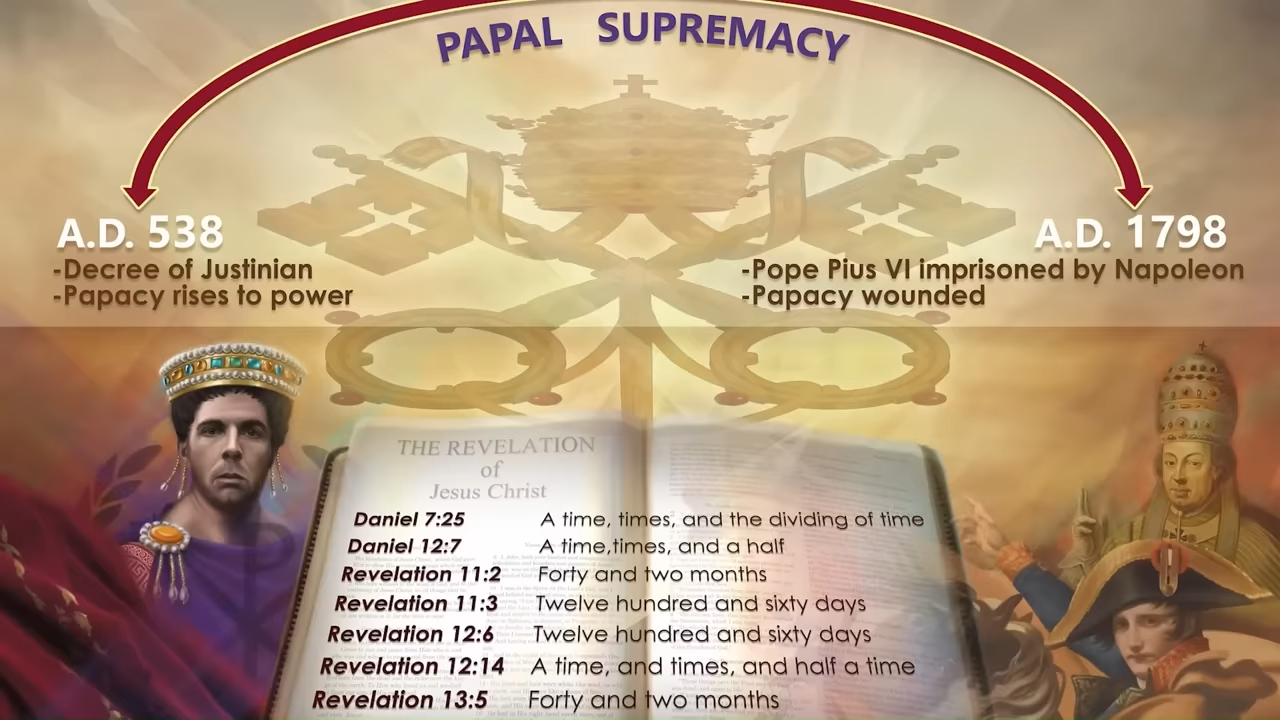 PAPAL SUPREMACY
A.D. 538
-Decree of Justinian
-Papacy rises to power
A.D. 1798
-Pope Pius VI imprisoned by Napoleon
-Papacy wounded
THE REVELATION
of
Jesus Christ
Daniel 7:25 A time, times, and the dividing of time
Daniel 12:7 A time,times, and a half
Revelation 11:2 Forty and two months
Revelation 11:3 Twelve hundred and sixty days
Revelation 12:6 Twelve hundred and sixty days
Revelation 12:14 A time, and times, and half a time
Revelation 13:5 Forty and two months